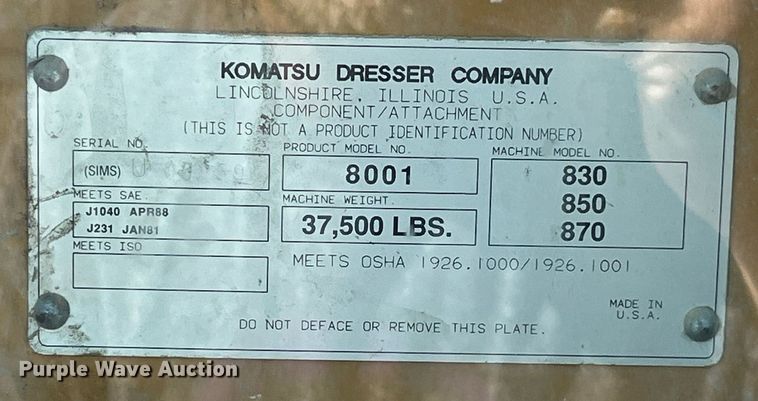 KOMATSU DRESSER COMPANY
LINCOLNSHIRE, ILLINOIS U.S.A.
COMPONENT/ATTACHMENT
(THIS IS NOT A PRODUCT IDENTIFICATION NUMBER)
SERIAL NO.
(SIMS) U
PRODUCT MODEL NO.
8001
MACHINE MODEL NO.
830
850
870
MEETS SAE
J1040 APR88
J231 JAN81
MACHINE WEIGHT
37,500 LBS.
MEETS ISO
MEETS OSHA 1926.1000/1926.1001
MADE IN
U.S.A.
DO NOT DEFACE OR REMOVE THIS PLATE.
Purple Wave Auction